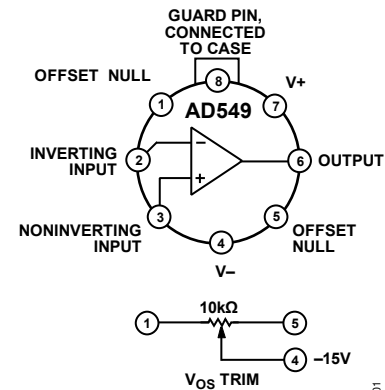 GUARD PIN,
CONNECTED
TO CASE
OFFSET NULL
8
V+
1
AD549
7
INVERTING
INPUT
2
−
6
OUTPUT
+
NONINVERTING
INPUT
3
5
OFFSET
NULL
4
V−
10kΩ
1
5
4
−15V
VOS TRIM